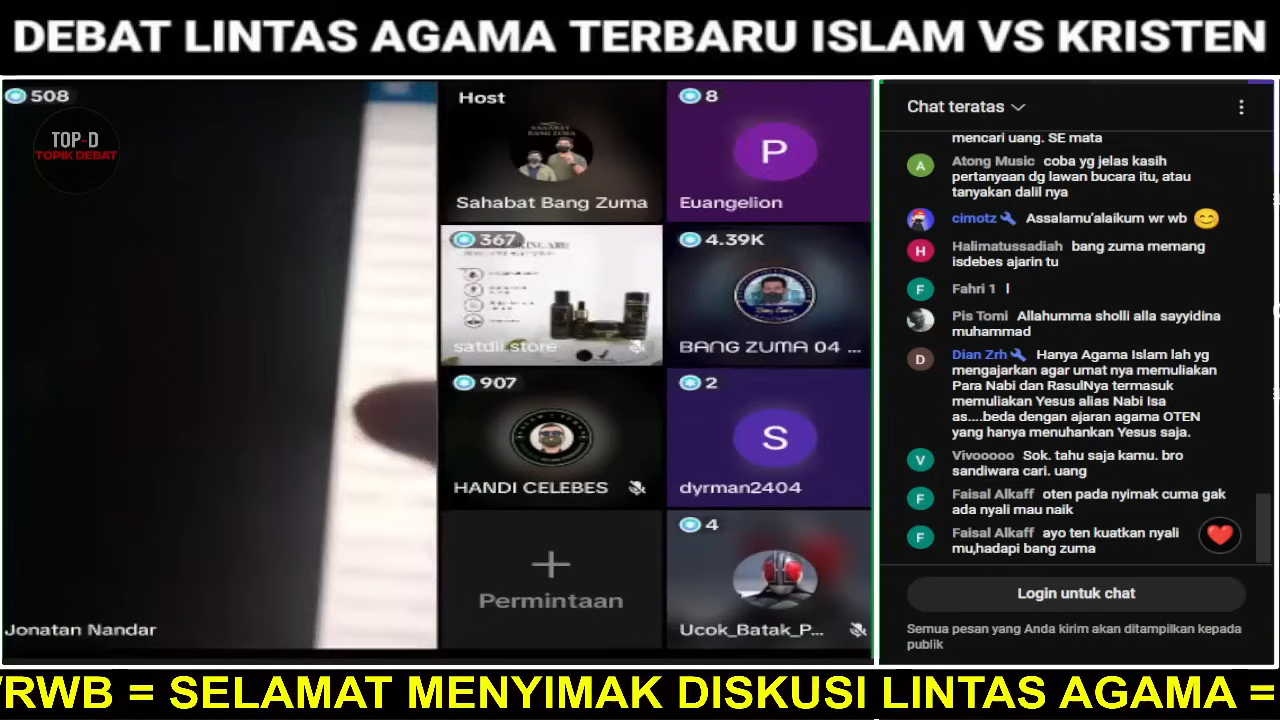 DEBAT LINTAS AGAMA TERBARU ISLAM VS KRISTEN
508
TOP-D
TOPIK DEBAT
Jonatan Nandar
Host
Sahabat Bang Zuma
8
P
Euangelion
367
satdii.store
4.39K
BANG ZUMA 04 ...
907
HANDI CELEBES
2
S
dyrman2404
Permintaan
4
Ucok_Batak_P...
Chat teratas
mencari uang. SE mata
A
Atong Music coba yg jelas kasih
pertanyaan dg lawan bucara itu, atau
tanyakan dalil nya
cimotz Assalamu'alaikum wr wb 😊
H
Halimatussadiah bang zuma memang
isdebes ajarin tu
F
Fahri 1 I
Pis Tomi Allahumma sholli alla sayyidina
muhammad
D
Dian Zrh Hanya Agama Islam lah yg
mengajarkan agar umat nya memuliakan
Para Nabi dan RasulNya termasuk
memuliakan Yesus alias Nabi Isa
as....beda dengan ajaran agama OTEN
yang hanya menuhankan Yesus saja.
V
Vivooooo Sok. tahu saja kamu. bro
sandiwara cari. uang
F
Faisal Alkaff oten pada nyimak cuma gak
ada nyali mau naik
F
Faisal Alkaff ayo ten kuatkan nyali
mu,hadapi bang zuma
Login untuk chat
Semua pesan yang Anda kirim akan ditampilkan kepada
publik
/RWB = SELAMAT MENYIMAK DISKUSI LINTAS AGAMA =